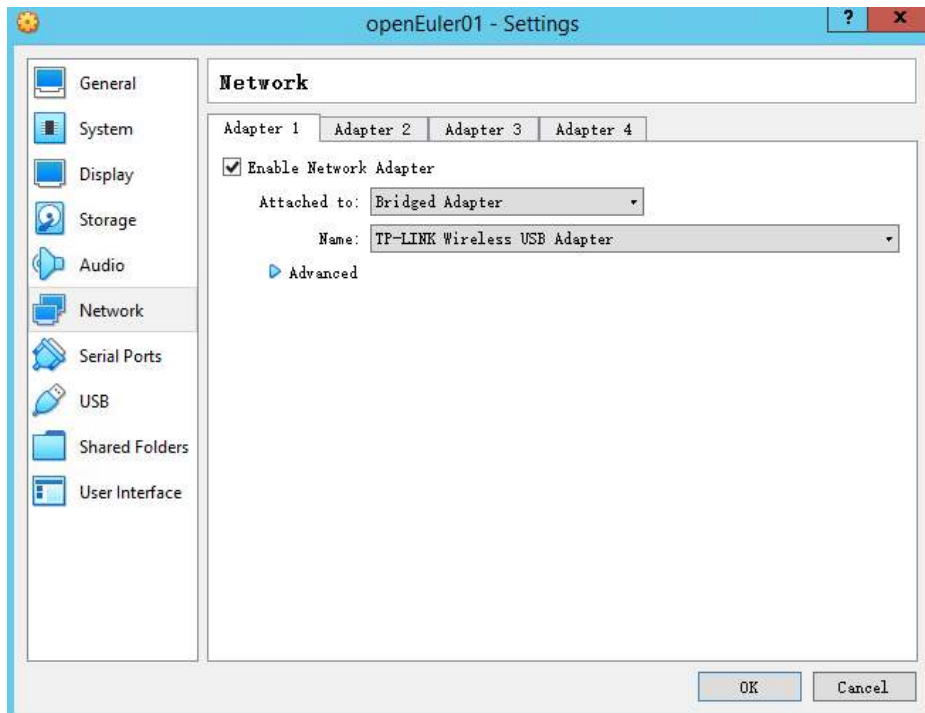 openEuler01 - Settings
?
x
General
System
Display
Storage
Audio
Network
Serial Ports
USB
Shared Folders
User Interface
Network
Adapter 1 Adapter 2 Adapter 3 Adapter 4
Enable Network Adapter
Attached to: Bridged Adapter
Name: TP-LINK Wireless USB Adapter
Advanced
OK Cancel